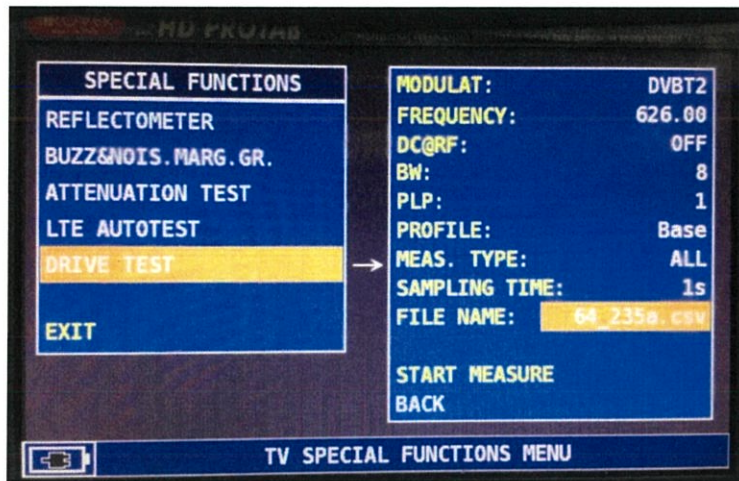 HD PROTAB
SPECIAL FUNCTIONS
REFLECTOMETER
BUZZ&NOIS.MARG.GR.
ATTENUATION TEST
LTE AUTOTEST
DRIVE TEST
EXIT
→
MODULAT: DVBT2
FREQUENCY: 626.00
DC@RF: OFF
BW: 8
PLP: 1
PROFILE: Base
MEAS. TYPE: ALL
SAMPLING TIME: 1s
FILE NAME: 64_235a.csv
START MEASURE
BACK
TV SPECIAL FUNCTIONS MENU